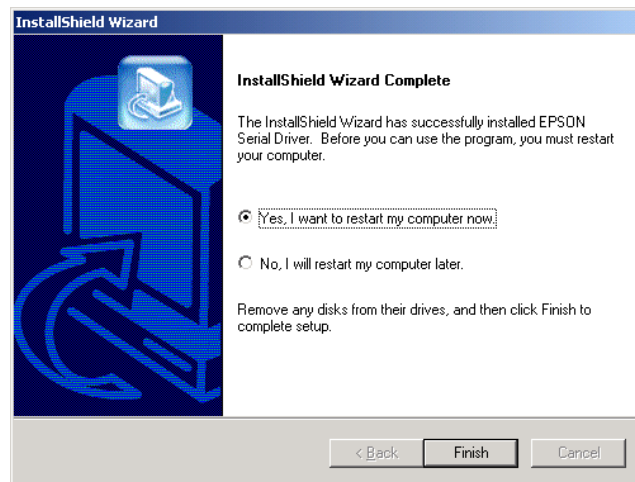 InstallShield Wizard
InstallShield Wizard Complete
The InstallShield Wizard has successfully installed EPSON
Serial Driver.  Before you can use the program, you must restart
your computer.
Yes, I want to restart my computer now.
No, I will restart my computer later.
Remove any disks from their drives, and then click Finish to
complete setup.
< Back
Finish
Cancel